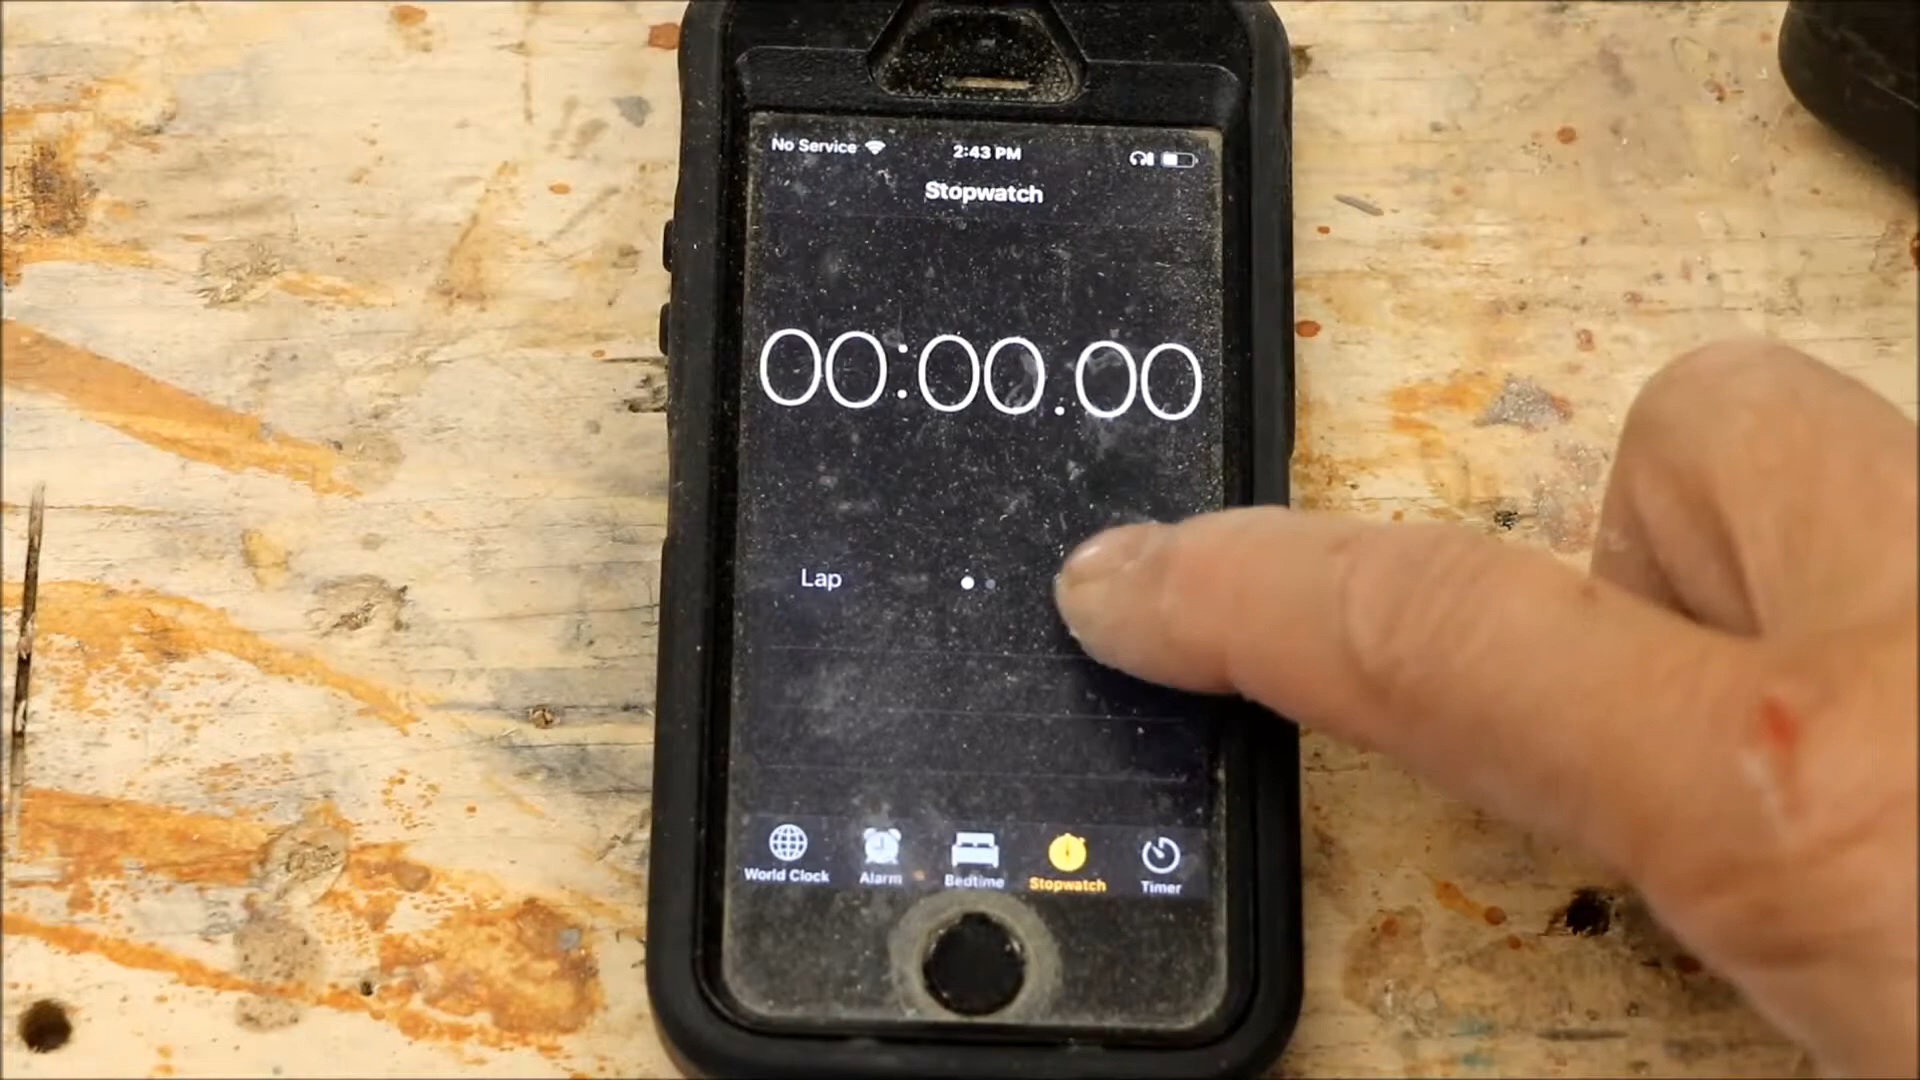 No Service 2:43 PM
Stopwatch
00:00.00
Lap
World Clock Alarm Bedtime Stopwatch Timer